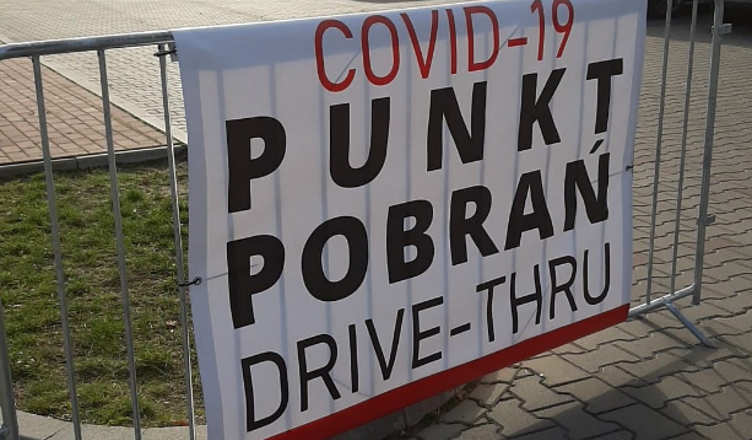 COVID-19
PUNKT
POBRAŃ
DRIVE-THRU